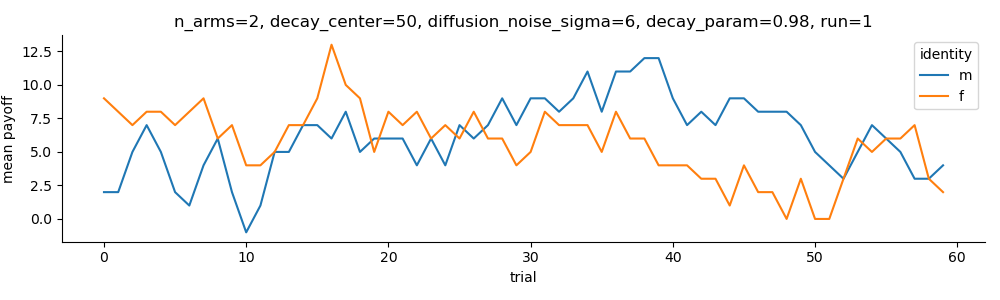 n_arms=2, decay_center=50, diffusion_noise_sigma=6, decay_param=0.98, run=1
mean payoff
12.5
10.0
7.5
5.0
2.5
0.0
identity
m
f
0 10 20 30 40 50 60
trial